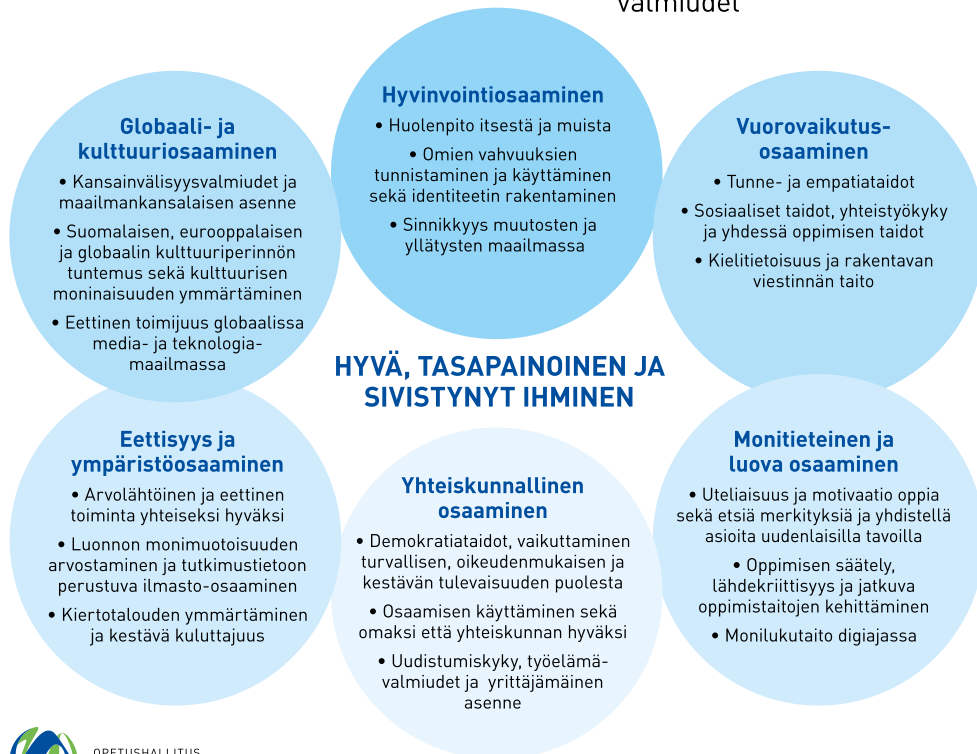 valmiudet
Hyvinvointiosaaminen
• Huolenpito itsestä ja muista
• Omien vahvuuksien
tunnistaminen ja käyttäminen
sekä identiteetin rakentaminen
• Sinnikkyys muutosten ja
yllätysten maailmassa
Globaali- ja
kulttuuriosaaminen
• Kansainvälisyysvalmiudet ja
maailmankansalaisen asenne
• Suomalaisen, eurooppalaisen
ja globaalin kulttuuriperinnön
tuntemus sekä kulttuurisen
moninaisuuden ymmärtäminen
• Eettinen toimijuus globaalissa
media- ja teknologia-
maailmassa
Vuorovaikutus-
osaaminen
• Tunne- ja empatiataidot
• Sosiaaliset taidot, yhteistyökyky
ja yhdessä oppimisen taidot
• Kielitietoisuus ja rakentavan
viestinnän taito
HYVÄ, TASAPAINOINEN JA
SIVISTYNYT IHMINEN
Eettisyys ja
ympäristöosaaminen
• Arvolähtöinen ja eettinen
toiminta yhteiseksi hyväksi
• Luonnon monimuotoisuuden
arvostaminen ja tutkimustietoon
perustuva ilmasto-osaaminen
• Kiertotalouden ymmärtäminen
ja kestävä kuluttajuus
Yhteiskunnallinen
osaaminen
• Demokratiataidot, vaikuttaminen
turvallisen, oikeudenmukaisen ja
kestävän tulevaisuuden puolesta
• Osaamisen käyttäminen sekä
omaksi että yhteiskunnan hyväksi
• Uudistumiskyky, työelämä-
valmiudet ja yrittäjämäinen
asenne
Monitieteinen ja
luova osaaminen
• Uteliaisuus ja motivaatio oppia
sekä etsiä merkityksiä ja yhdistellä
asioita uudenlaisilla tavoilla
• Oppimisen säätely,
lähdekriittisyys ja jatkuva
oppimistaitojen kehittäminen
• Monilukutaito digiajassa
OPETUSHALLITUS